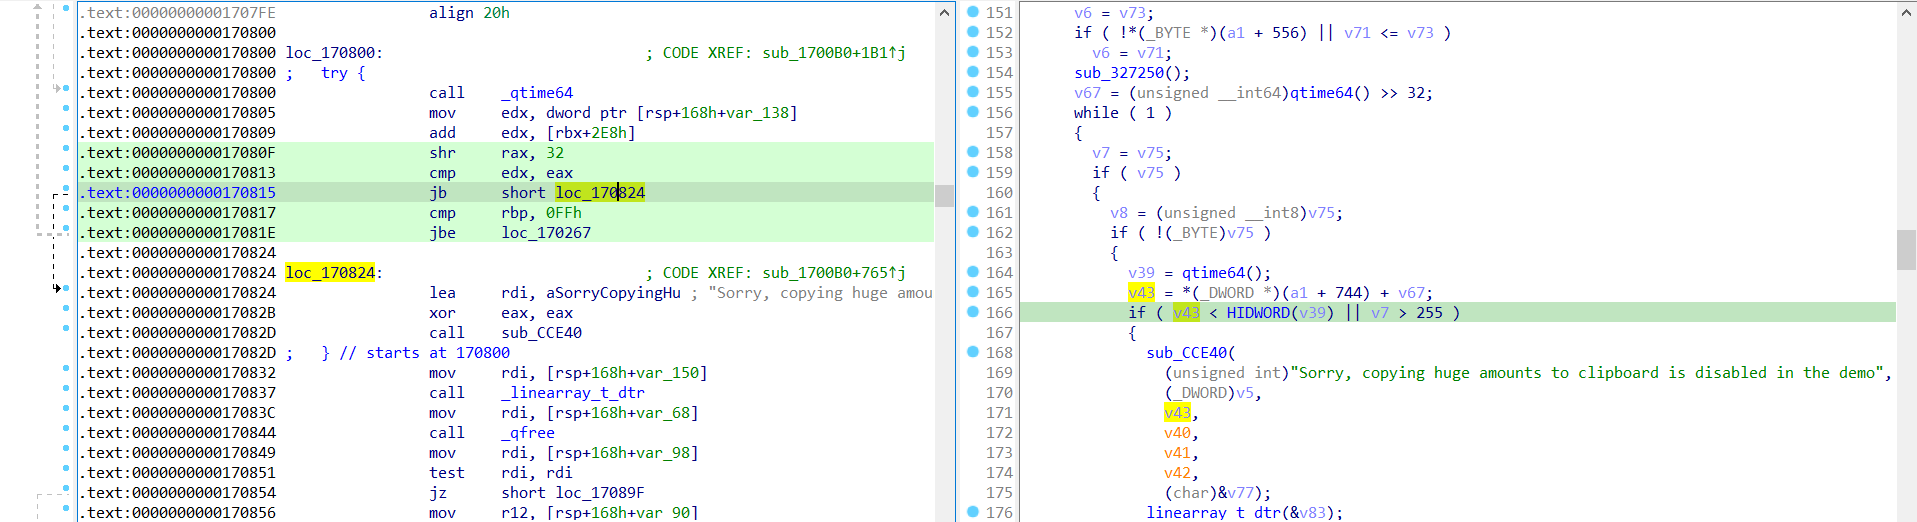 .text:00000000001707FE align 20h
.text:0000000000170800
.text:0000000000170800 loc_170800: ; CODE XREF: sub_1700B0+1B1↑j
.text:0000000000170800 ; try {
.text:0000000000170800 call _qtime64
.text:0000000000170805 mov edx, dword ptr [rsp+168h+var_138]
.text:0000000000170809 add edx, [rbx+2E8h]
.text:000000000017080F shr rax, 32
.text:0000000000170813 cmp edx, eax
.text:0000000000170815 jb short loc_170824
.text:0000000000170817 cmp rbp, 0FFh
.text:000000000017081E jbe loc_170267
.text:0000000000170824
.text:0000000000170824 loc_170824: ; CODE XREF: sub_1700B0+765↑j
.text:0000000000170824 lea rdi, aSorryCopyingHu ; "Sorry, copying huge amou
.text:000000000017082B xor eax, eax
.text:000000000017082D call sub_CCE40
.text:000000000017082D ; } // starts at 170800
.text:0000000000170832 mov rdi, [rsp+168h+var_150]
.text:0000000000170837 call _linearray_t_dtr
.text:000000000017083C mov rdi, [rsp+168h+var_68]
.text:0000000000170844 call _qfree
.text:0000000000170849 mov rdi, [rsp+168h+var_98]
.text:0000000000170851 test rdi, rdi
.text:0000000000170854 jz short loc_17089F
.text:0000000000170856 mov r12, [rsp+168h+var_90]
151 v6 = v73;
152 if ( !*(_BYTE *)(a1 + 556) || v71 <= v73 )
153 v6 = v71;
154 sub_327250();
155 v67 = (unsigned __int64)qtime64() >> 32;
156 while ( 1 )
157 {
158 v7 = v75;
159 if ( v75 )
160 {
161 v8 = (unsigned __int8)v75;
162 if ( !(_BYTE)v75 )
163 {
164 v39 = qtime64();
165 v43 = *(_DWORD *)(a1 + 744) + v67;
166 if ( v43 < HIDWORD(v39) || v7 > 255 )
167 {
168 sub_CCE40(
169 (unsigned int)"Sorry, copying huge amounts to clipboard is disabled in the demo",
170 (_DWORD)v5,
171 v43,
172 v40,
173 v41,
174 v42,
175 (char)&v77);
176 linearray_t_dtr(&v83);